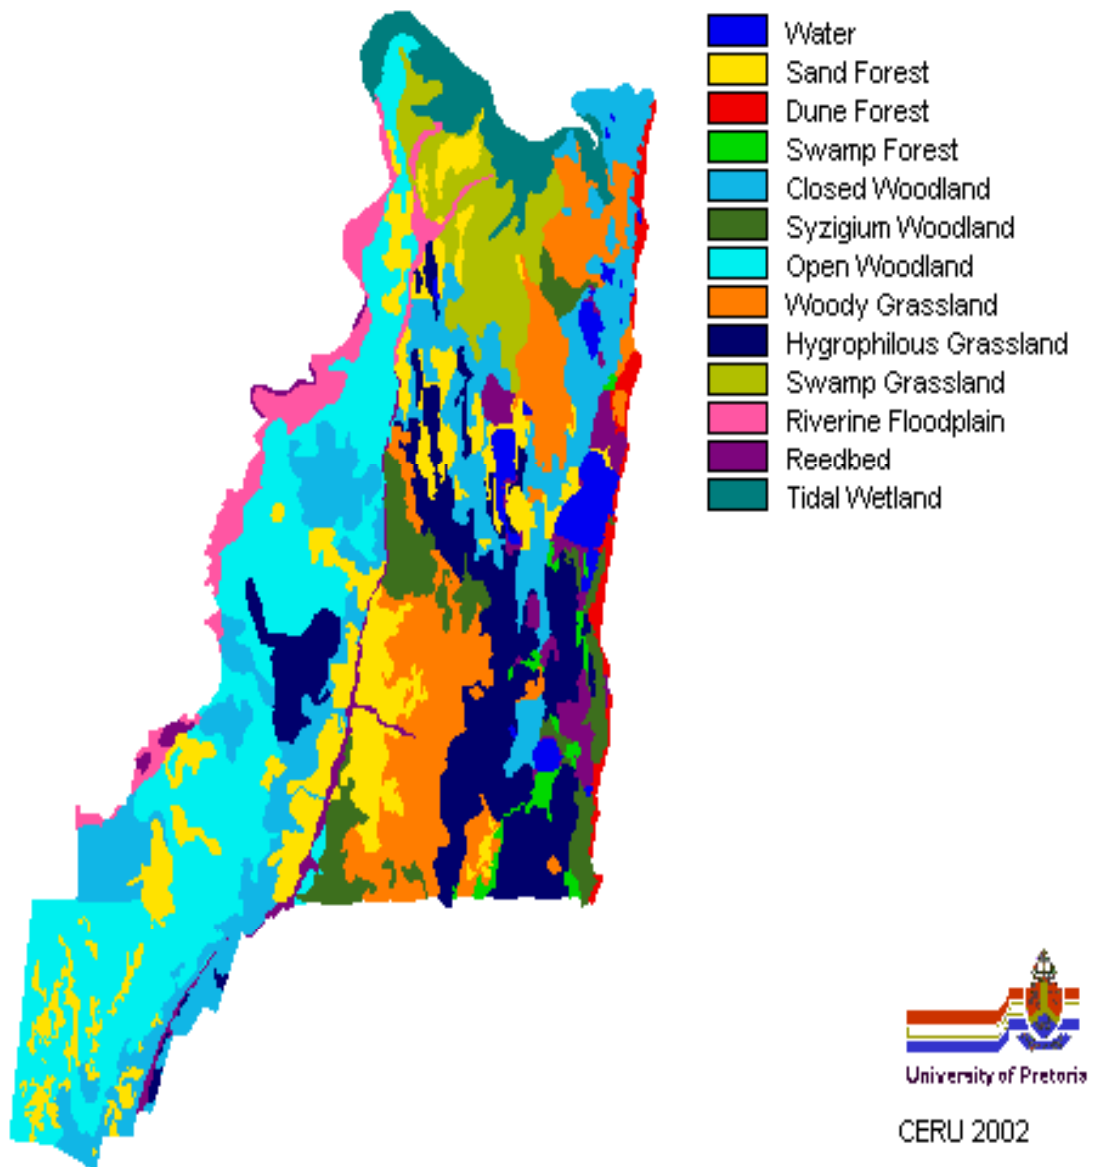 Water
Sand Forest
Dune Forest
Swamp Forest
Closed Woodland
Syzigium Woodland
Open Woodland
Woody Grassland
Hygrophilous Grassland
Swamp Grassland
Riverine Floodplain
Reedbed
Tidal Wetland
University of Pretoria
CERU 2002